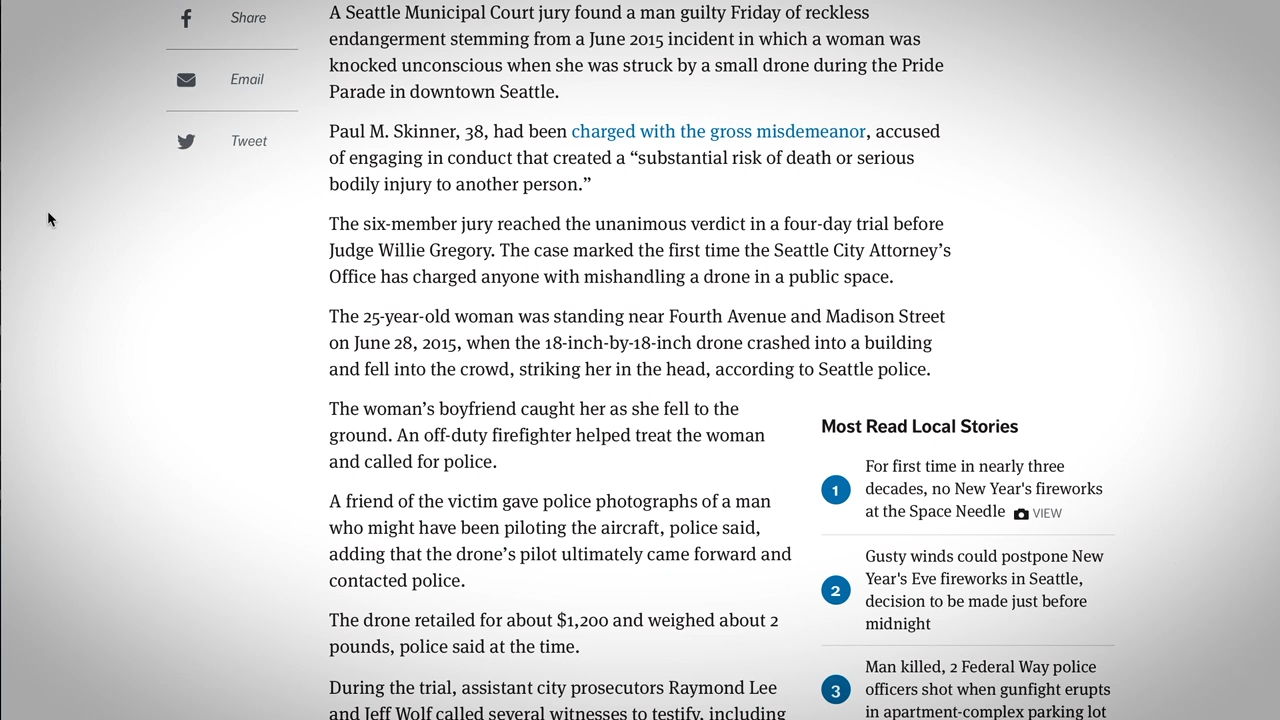 Share
Email
Tweet
A Seattle Municipal Court jury found a man guilty Friday of reckless
endangerment stemming from a June 2015 incident in which a woman was
knocked unconscious when she was struck by a small drone during the Pride
Parade in downtown Seattle.
Paul M. Skinner, 38, had been charged with the gross misdemeanor, accused
of engaging in conduct that created a “substantial risk of death or serious
bodily injury to another person.”
The six-member jury reached the unanimous verdict in a four-day trial before
Judge Willie Gregory. The case marked the first time the Seattle City Attorney’s
Office has charged anyone with mishandling a drone in a public space.
The 25-year-old woman was standing near Fourth Avenue and Madison Street
on June 28, 2015, when the 18-inch-by-18-inch drone crashed into a building
and fell into the crowd, striking her in the head, according to Seattle police.
The woman’s boyfriend caught her as she fell to the
ground. An off-duty firefighter helped treat the woman
and called for police.
A friend of the victim gave police photographs of a man
who might have been piloting the aircraft, police said,
adding that the drone’s pilot ultimately came forward and
contacted police.
The drone retailed for about $1,200 and weighed about 2
pounds, police said at the time.
During the trial, assistant city prosecutors Raymond Lee
and Jeff Wolf called several witnesses to testify, including
Most Read Local Stories
1
For first time in nearly three
decades, no New Year's fireworks
at the Space Needle VIEW
2
Gusty winds could postpone New
Year's Eve fireworks in Seattle,
decision to be made just before
midnight
3
Man killed, 2 Federal Way police
officers shot when gunfight erupts
in apartment-complex parking lot